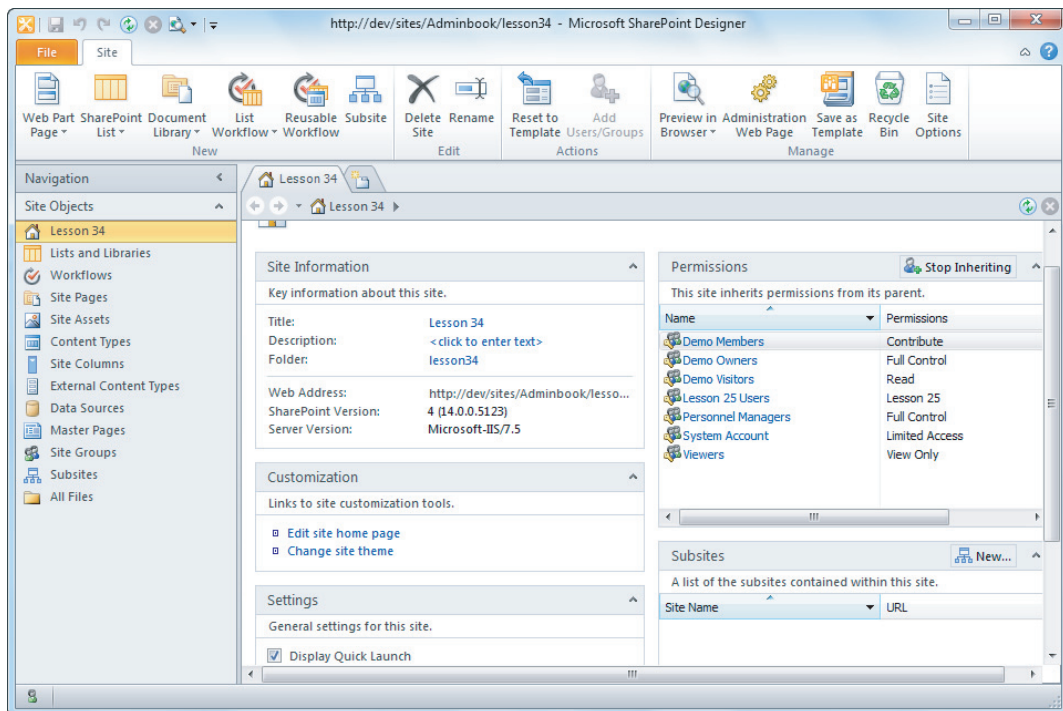 http://dev/sites/Adminbook/lesson34 - Microsoft SharePoint Designer
File Site
Web Part Page SharePoint List Document Library List Workflow Reusable Workflow Subsite Delete Site Rename Reset to Template Add Users/Groups Preview in Browser Administration Web Page Save as Template Recycle Bin Site Options
New Edit Actions Manage
Navigation
Site Objects
Lesson 34
Lists and Libraries
Workflows
Site Pages
Site Assets
Content Types
Site Columns
External Content Types
Data Sources
Master Pages
Site Groups
Subsites
All Files
Lesson 34
Lesson 34
Site Information
Key information about this site.
Title: Lesson 34
Description: <click to enter text>
Folder: lesson34
Web Address: http://dev/sites/Adminbook/lesso...
SharePoint Version: 4 (14.0.0.5123)
Server Version: Microsoft-IIS/7.5
Customization
Links to site customization tools.
Edit site home page
Change site theme
Settings
General settings for this site.
Display Quick Launch
Permissions Stop Inheriting
This site inherits permissions from its parent.
Name Permissions
Demo Members Contribute
Demo Owners Full Control
Demo Visitors Read
Lesson 25 Users Lesson 25
Personnel Managers Full Control
System Account Limited Access
Viewers View Only
Subsites New...
A list of the subsites contained within this site.
Site Name URL